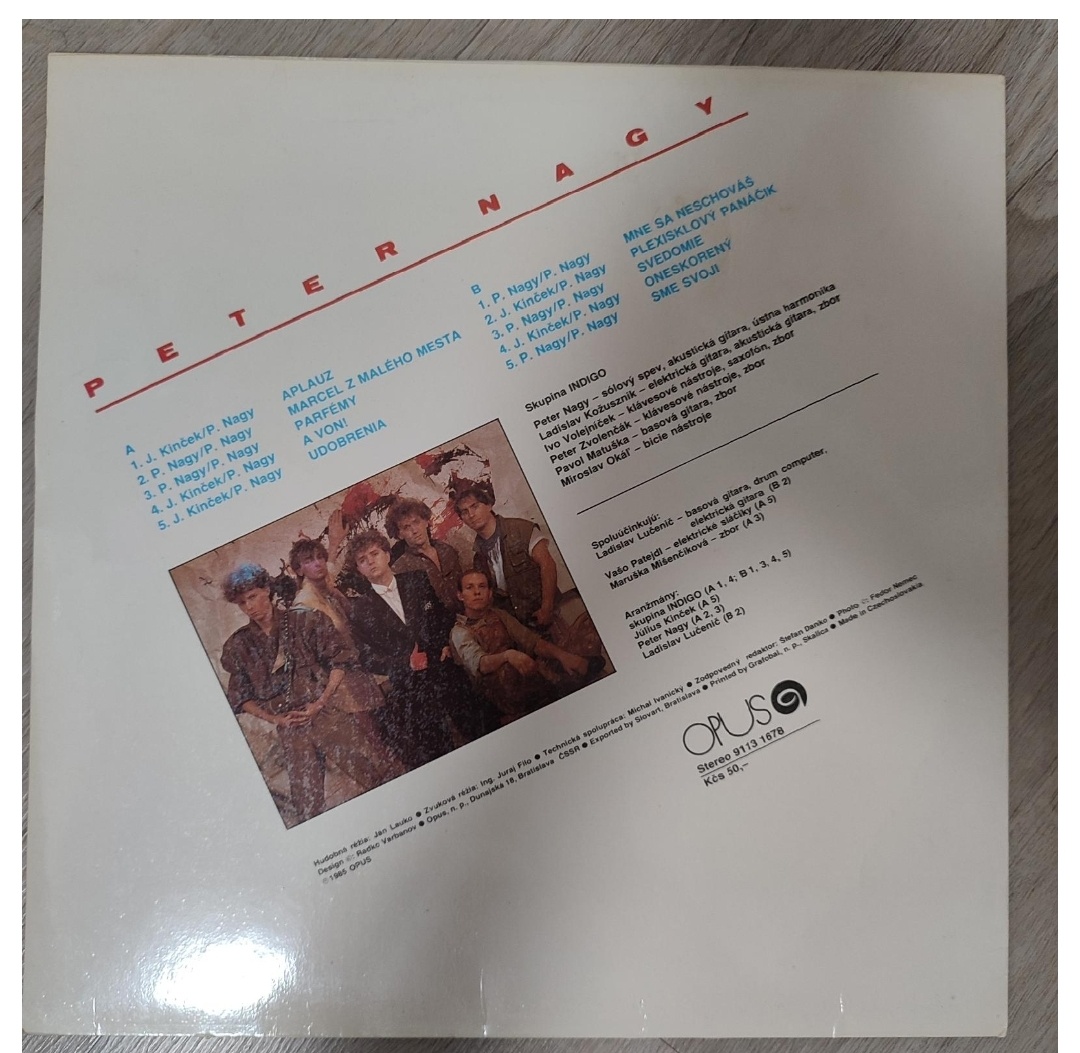 PETER NAGY
A
1. J. Kinček/P. Nagy APLAUZ
2. P. Nagy/P. Nagy MARCEL Z MALÉHO MESTA
3. P. Nagy/P. Nagy PARFÉMY
4. J. Kinček/P. Nagy A VON!
5. J. Kinček/P. Nagy UDOBRENIA
B
1. P. Nagy/P. Nagy MNE SA NESCHOVÁŠ
2. J. Kinček/P. Nagy PLEXISKLOVÝ PANÁČIK
3. P. Nagy/P. Nagy SVEDOMIE
4. J. Kinček/P. Nagy ONESKORENÝ
5. P. Nagy/P. Nagy SME SVOJI
Skupina INDIGO
Peter Nagy – sólový spev, akustická gitara, ústna harmonika
Ladislav Kožusznik – elektrická gitara, akustická gitara, zbor
Ivo Volejníček – klávesové nástroje, saxofón, zbor
Peter Zvolenčák – klávesové nástroje, zbor
Pavol Matuška – basová gitara, zbor
Miroslav Okáľ – bicie nástroje
Spoluúčinkujú:
Ladislav Lučenič – basová gitara, drum computer,
elektrická gitara (B 2)
Vašo Patejdl – elektrické sláčiky (A 5)
Maruška Mišenčíková – zbor (A 3)
Aranžmány:
skupina INDIGO (A 1, 4; B 1, 3, 4, 5)
Július Kinček (A 5)
Peter Nagy (A 2, 3)
Ladislav Lučenič (B 2)
Hudobná réžia: Jan Lauko ● Zvuková réžia: Ing. Juraj Filo ● Technická spolupráca: Michal Ivanický ● Zodpovedný redaktor: Štefan Danko ● Photo © Fedor Nemec
Design © Radko Varbanov ● Opus, n. p., Dunajská 18, Bratislava ČSSR ● Exported by Slovart, Bratislava ● Printed by Grafobal, n. p., Skalica ● Made in Czechoslovakia
℗ 1985 OPUS
OPUS
Stereo 9113 1678
Kčs 50,–